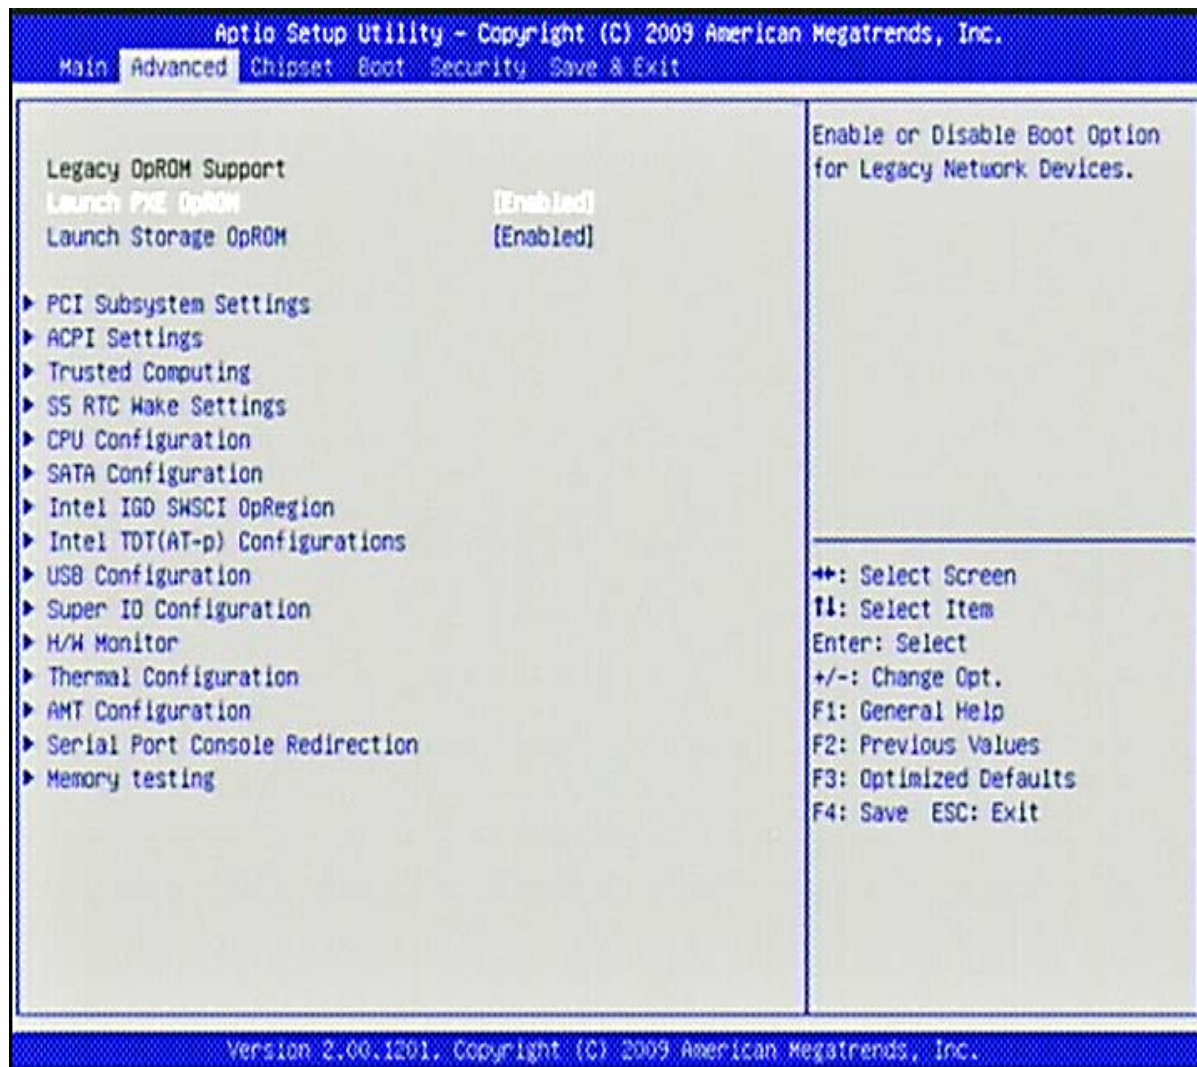 Aptio Setup Utility - Copyright (C) 2009 American Megatrends, Inc.
Main Advanced Chipset Boot Security Save & Exit
Legacy OpROM Support
Launch PXE OpROM [Enabled]
Launch Storage OpROM [Enabled]
PCI Subsystem Settings
ACPI Settings
Trusted Computing
S5 RTC Wake Settings
CPU Configuration
SATA Configuration
Intel IGD SWSCI OpRegion
Intel TDT(AT-p) Configurations
USB Configuration
Super IO Configuration
H/W Monitor
Thermal Configuration
AMT Configuration
Serial Port Console Redirection
Memory testing
Enable or Disable Boot Option
for Legacy Network Devices.
→←: Select Screen
↑↓: Select Item
Enter: Select
+/-: Change Opt.
F1: General Help
F2: Previous Values
F3: Optimized Defaults
F4: Save ESC: Exit
Version 2.00.1201. Copyright (C) 2009 American Megatrends, Inc.